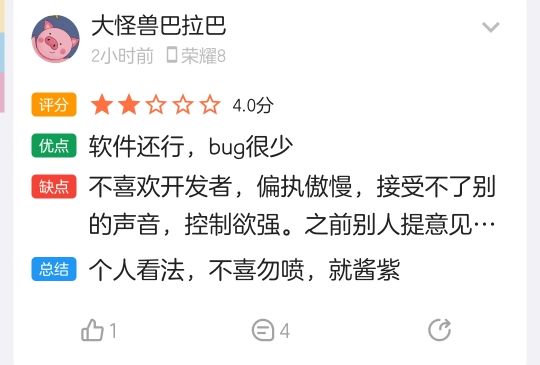 大怪兽巴拉巴
2小时前 荣耀8
评分 4.0分
优点 软件还行，bug很少
缺点 不喜欢开发者，偏执傲慢，接受不了别
的声音，控制欲强。之前别人提意见…
总结 个人看法，不喜勿喷，就酱紫
1 4